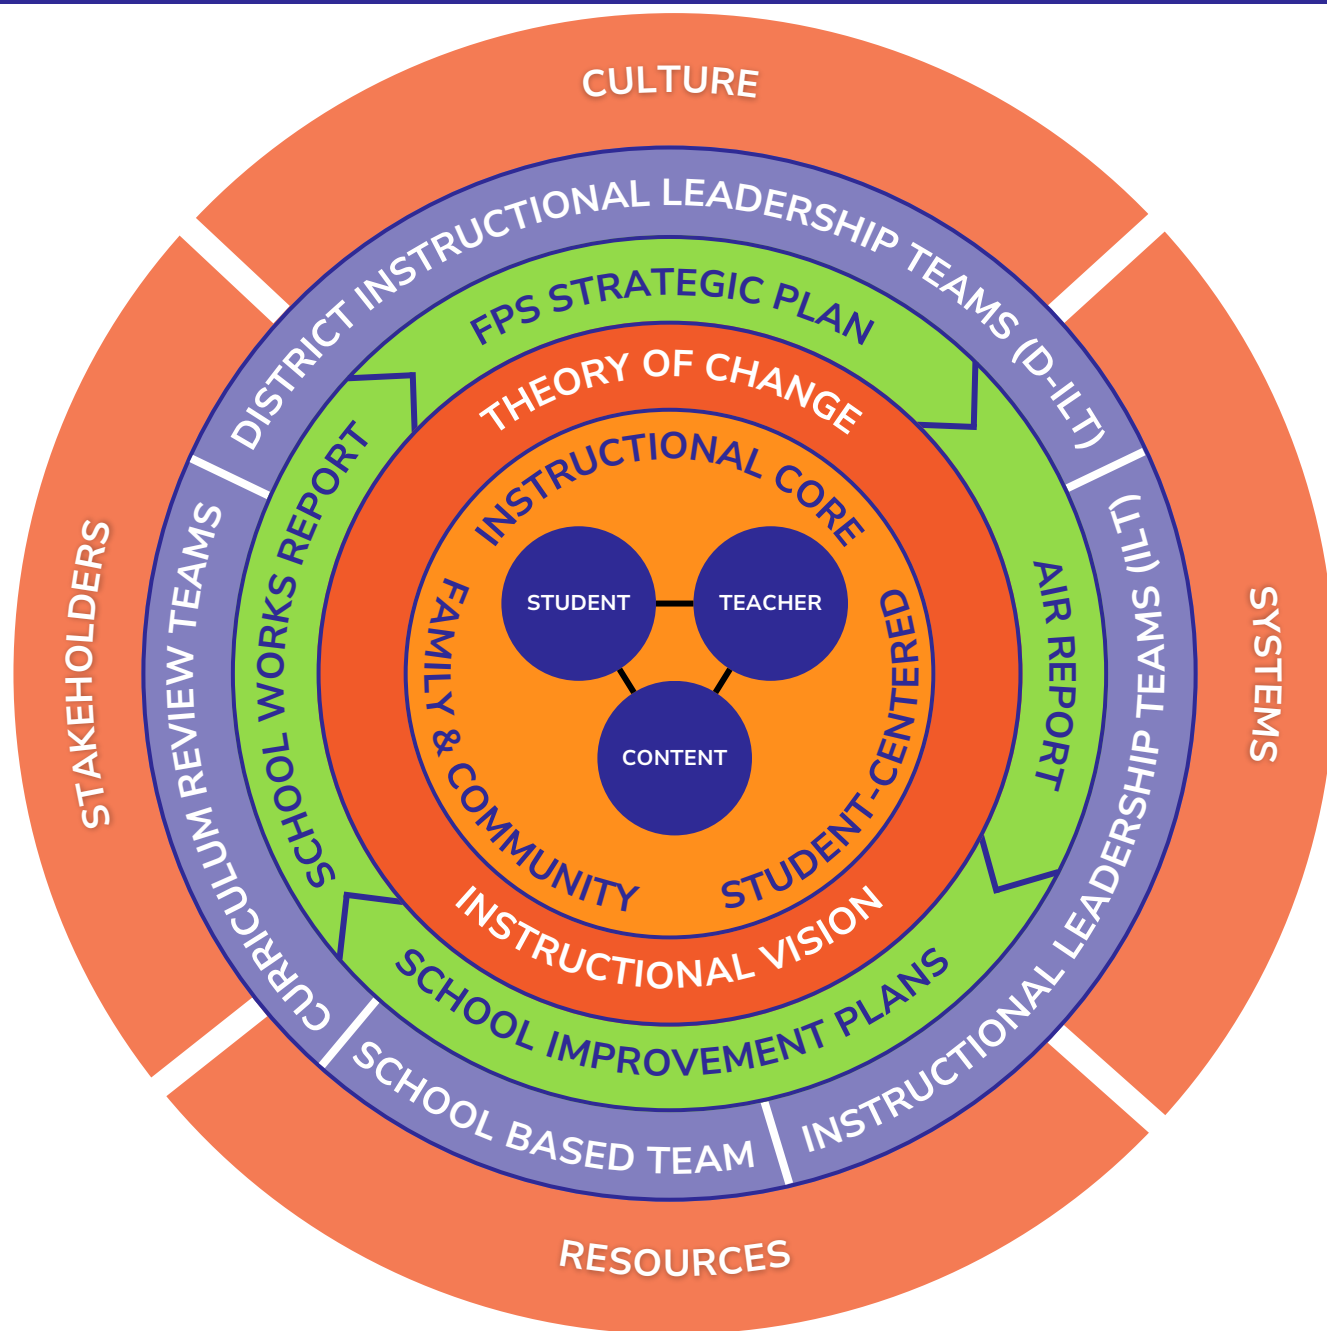 CULTURE
SYSTEMS
RESOURCES
STAKEHOLDERS
DISTRICT INSTRUCTIONAL LEADERSHIP TEAMS (D-ILT)
INSTRUCTIONAL LEADERSHIP TEAMS (ILT)
SCHOOL BASED TEAM
CURRICULUM REVIEW TEAMS
FPS STRATEGIC PLAN
AIR REPORT
SCHOOL IMPROVEMENT PLANS
SCHOOL WORKS REPORT
THEORY OF CHANGE
INSTRUCTIONAL VISION
INSTRUCTIONAL CORE
STUDENT-CENTERED
FAMILY & COMMUNITY
STUDENT
TEACHER
CONTENT